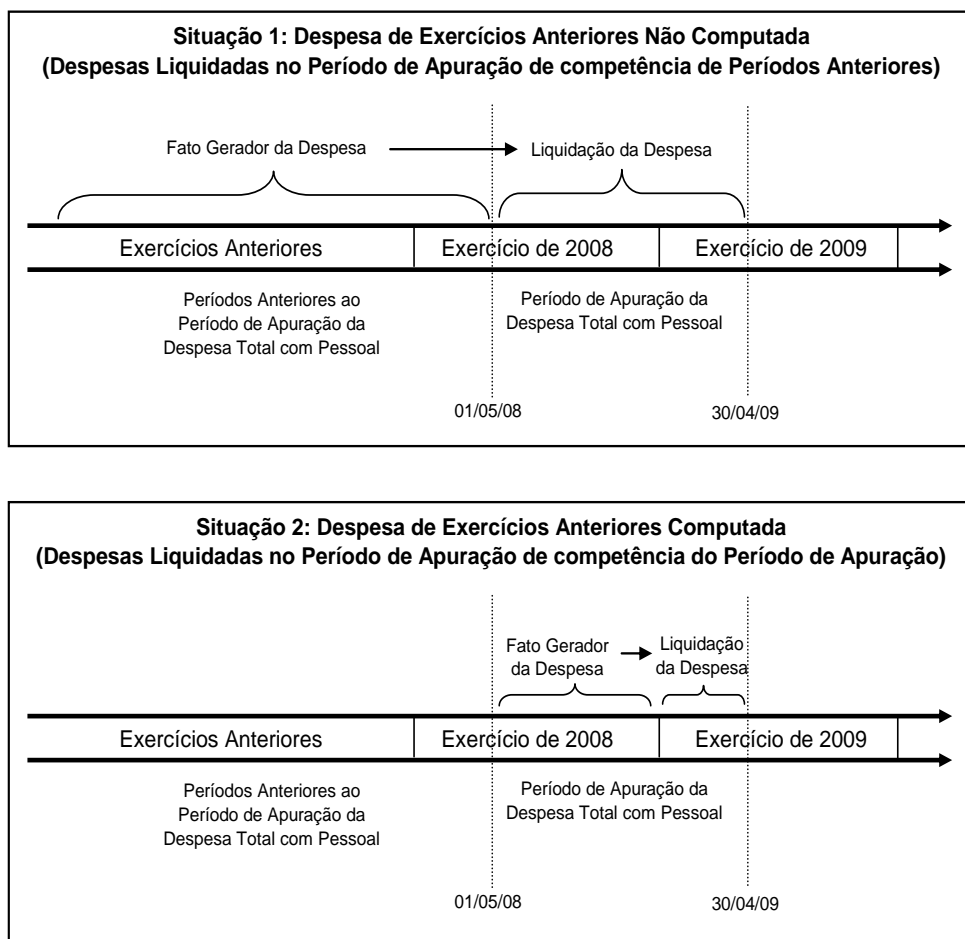 Situação 1: Despesa de Exercícios Anteriores Não Computada
(Despesas Liquidadas no Período de Apuração de competência de Períodos Anteriores)
Fato Gerador da Despesa
Liquidação da Despesa
Exercícios Anteriores
Exercício de 2008
Exercício de 2009
Períodos Anteriores ao
Período de Apuração da
Despesa Total com Pessoal
Período de Apuração da
Despesa Total com Pessoal
01/05/08
30/04/09
Situação 2: Despesa de Exercícios Anteriores Computada
(Despesas Liquidadas no Período de Apuração de competência do Período de Apuração)
Fato Gerador
da Despesa
Liquidação
da Despesa
Exercícios Anteriores
Exercício de 2008
Exercício de 2009
Períodos Anteriores ao
Período de Apuração da
Despesa Total com Pessoal
Período de Apuração da
Despesa Total com Pessoal
01/05/08
30/04/09